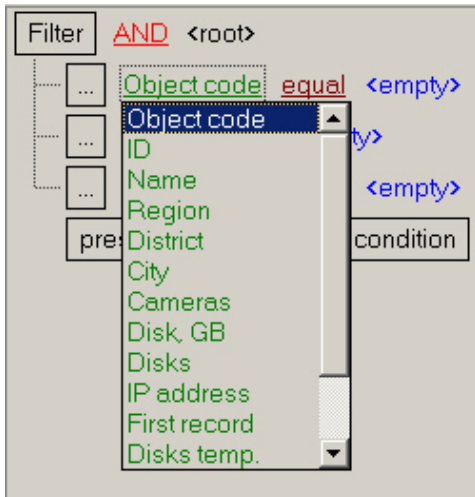 Filter AND <root>
... Object code equal <empty>
Object code
... ty>
ID
... <empty>
Name
Region
pres condition
District
City
Cameras
Disk, GB
Disks
IP address
First record
Disks temp.